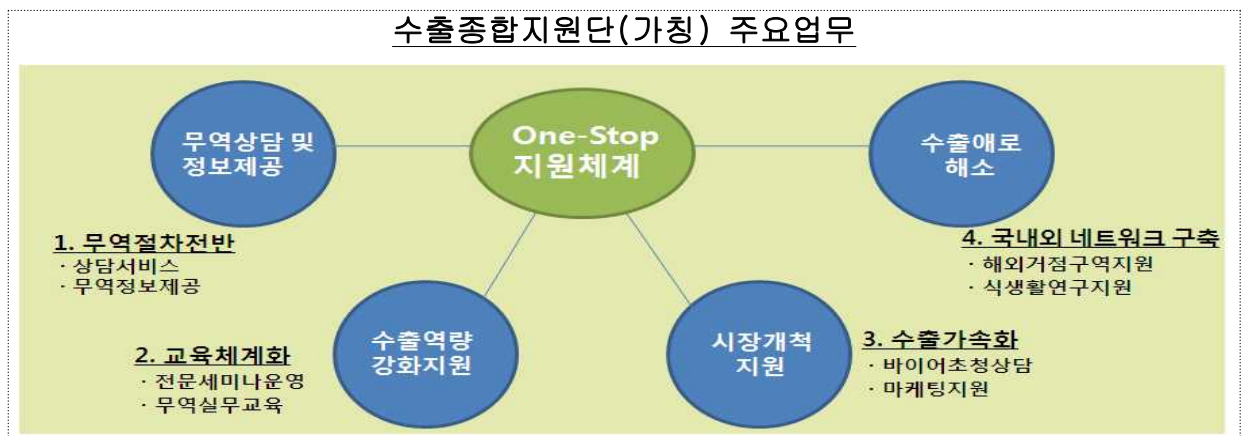 수출종합지원단(가칭) 주요업무
One-Stop
지원체계
무역상담 및
정보제공
1. 무역절차전반
· 상담서비스
· 무역정보제공
수출역량
강화지원
2. 교육체계화
· 전문세미나운영
· 무역실무교육
시장개척
지원
3. 수출가속화
· 바이어초청상담
· 마케팅지원
수출애로
해소
4. 국내외 네트워크 구축
· 해외거점구역지원
· 식생활연구지원